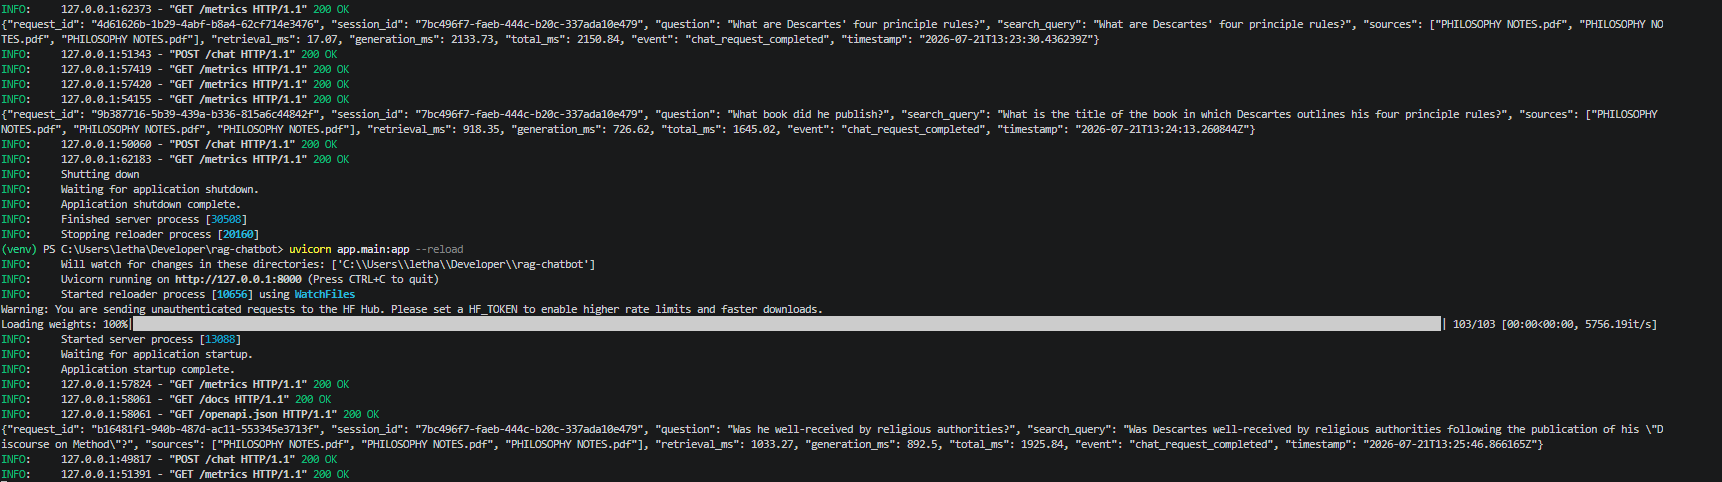 INFO:     127.0.0.1:62373 - "GET /metrics HTTP/1.1" 200 OK
{"request_id": "4d61626b-1b29-4abf-b8a4-62cf714e3476", "session_id": "7bc496f7-faeb-444c-b20c-337ada10e479", "question": "What are Descartes' four principle rules?", "search_query": "What are Descartes' four principle rules?", "sources": ["PHILOSOPHY NOTES.pdf", "PHILOSOPHY NO
TES.pdf", "PHILOSOPHY NOTES.pdf"], "retrieval_ms": 17.07, "generation_ms": 2133.73, "total_ms": 2150.84, "event": "chat_request_completed", "timestamp": "2026-07-21T13:23:30.436239Z"}
INFO:     127.0.0.1:51343 - "POST /chat HTTP/1.1" 200 OK
INFO:     127.0.0.1:57419 - "GET /metrics HTTP/1.1" 200 OK
INFO:     127.0.0.1:57420 - "GET /metrics HTTP/1.1" 200 OK
INFO:     127.0.0.1:54155 - "GET /metrics HTTP/1.1" 200 OK
{"request_id": "9b387716-5b39-439a-b336-815a6c44842f", "session_id": "7bc496f7-faeb-444c-b20c-337ada10e479", "question": "What book did he publish?", "search_query": "What is the title of the book in which Descartes outlines his four principle rules?", "sources": ["PHILOSOPHY
NOTES.pdf", "PHILOSOPHY NOTES.pdf", "PHILOSOPHY NOTES.pdf"], "retrieval_ms": 918.35, "generation_ms": 726.62, "total_ms": 1645.02, "event": "chat_request_completed", "timestamp": "2026-07-21T13:24:13.260844Z"}
INFO:     127.0.0.1:50060 - "POST /chat HTTP/1.1" 200 OK
INFO:     127.0.0.1:62183 - "GET /metrics HTTP/1.1" 200 OK
INFO:     Shutting down
INFO:     Waiting for application shutdown.
INFO:     Application shutdown complete.
INFO:     Finished server process [30508]
INFO:     Stopping reloader process [20160]
(venv) PS C:\Users\letha\Developer\rag-chatbot> uvicorn app.main:app --reload
INFO:     Will watch for changes in these directories: ['C:\\Users\\letha\\Developer\\rag-chatbot']
INFO:     Uvicorn running on http://127.0.0.1:8000 (Press CTRL+C to quit)
INFO:     Started reloader process [10656] using WatchFiles
Warning: You are sending unauthenticated requests to the HF Hub. Please set a HF_TOKEN to enable higher rate limits and faster downloads.
Loading weights: 100%| | 103/103 [00:00<00:00, 5756.19it/s]
INFO:     Started server process [13088]
INFO:     Waiting for application startup.
INFO:     Application startup complete.
INFO:     127.0.0.1:57824 - "GET /metrics HTTP/1.1" 200 OK
INFO:     127.0.0.1:58061 - "GET /docs HTTP/1.1" 200 OK
INFO:     127.0.0.1:58061 - "GET /openapi.json HTTP/1.1" 200 OK
{"request_id": "b16481f1-940b-487d-ac11-553345e3713f", "session_id": "7bc496f7-faeb-444c-b20c-337ada10e479", "question": "Was he well-received by religious authorities?", "search_query": "Was Descartes well-received by religious authorities following the publication of his \"D
iscourse on Method\"?", "sources": ["PHILOSOPHY NOTES.pdf", "PHILOSOPHY NOTES.pdf", "PHILOSOPHY NOTES.pdf"], "retrieval_ms": 1033.27, "generation_ms": 892.5, "total_ms": 1925.84, "event": "chat_request_completed", "timestamp": "2026-07-21T13:25:46.866165Z"}
INFO:     127.0.0.1:49817 - "POST /chat HTTP/1.1" 200 OK
INFO:     127.0.0.1:51391 - "GET /metrics HTTP/1.1" 200 OK